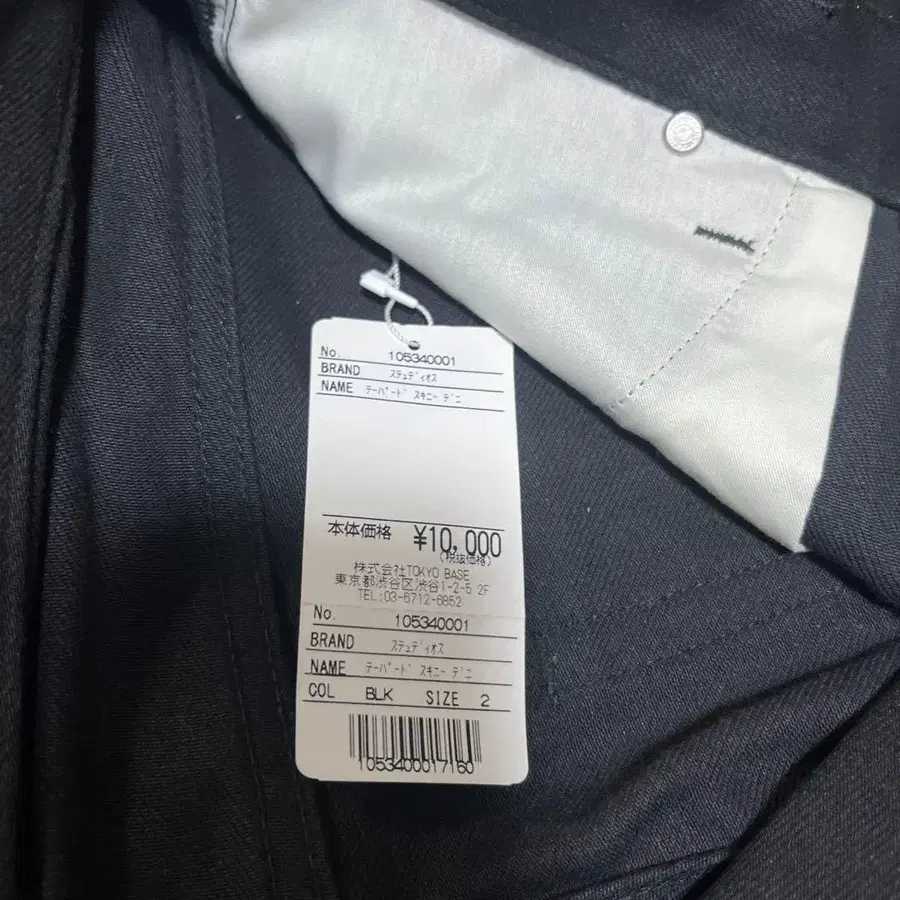 No. 105340001
BRAND ステュディオス
NAME テーパード スキニー デニ
本体価格 ¥10,000
(税抜価格)
株式会社TOKYO BASE
東京都渋谷区渋谷1-2-5 2F
TEL:03-6712-6852
No. 105340001
BRAND ステュディオス
NAME テーパード スキニー デニ
COL BLK SIZE 2
1053400017160